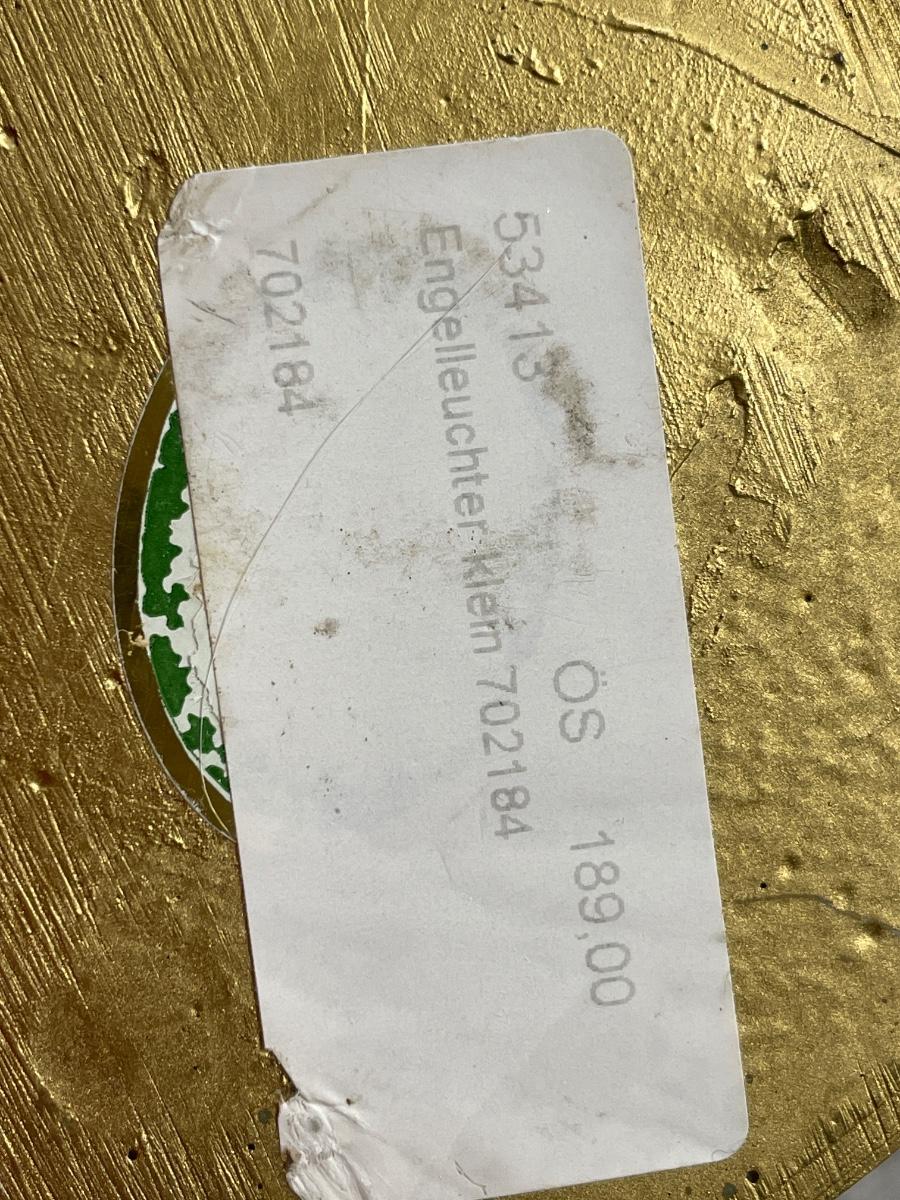 534 13 ÖS 189,00
Engelleuchter klein 702184
702184